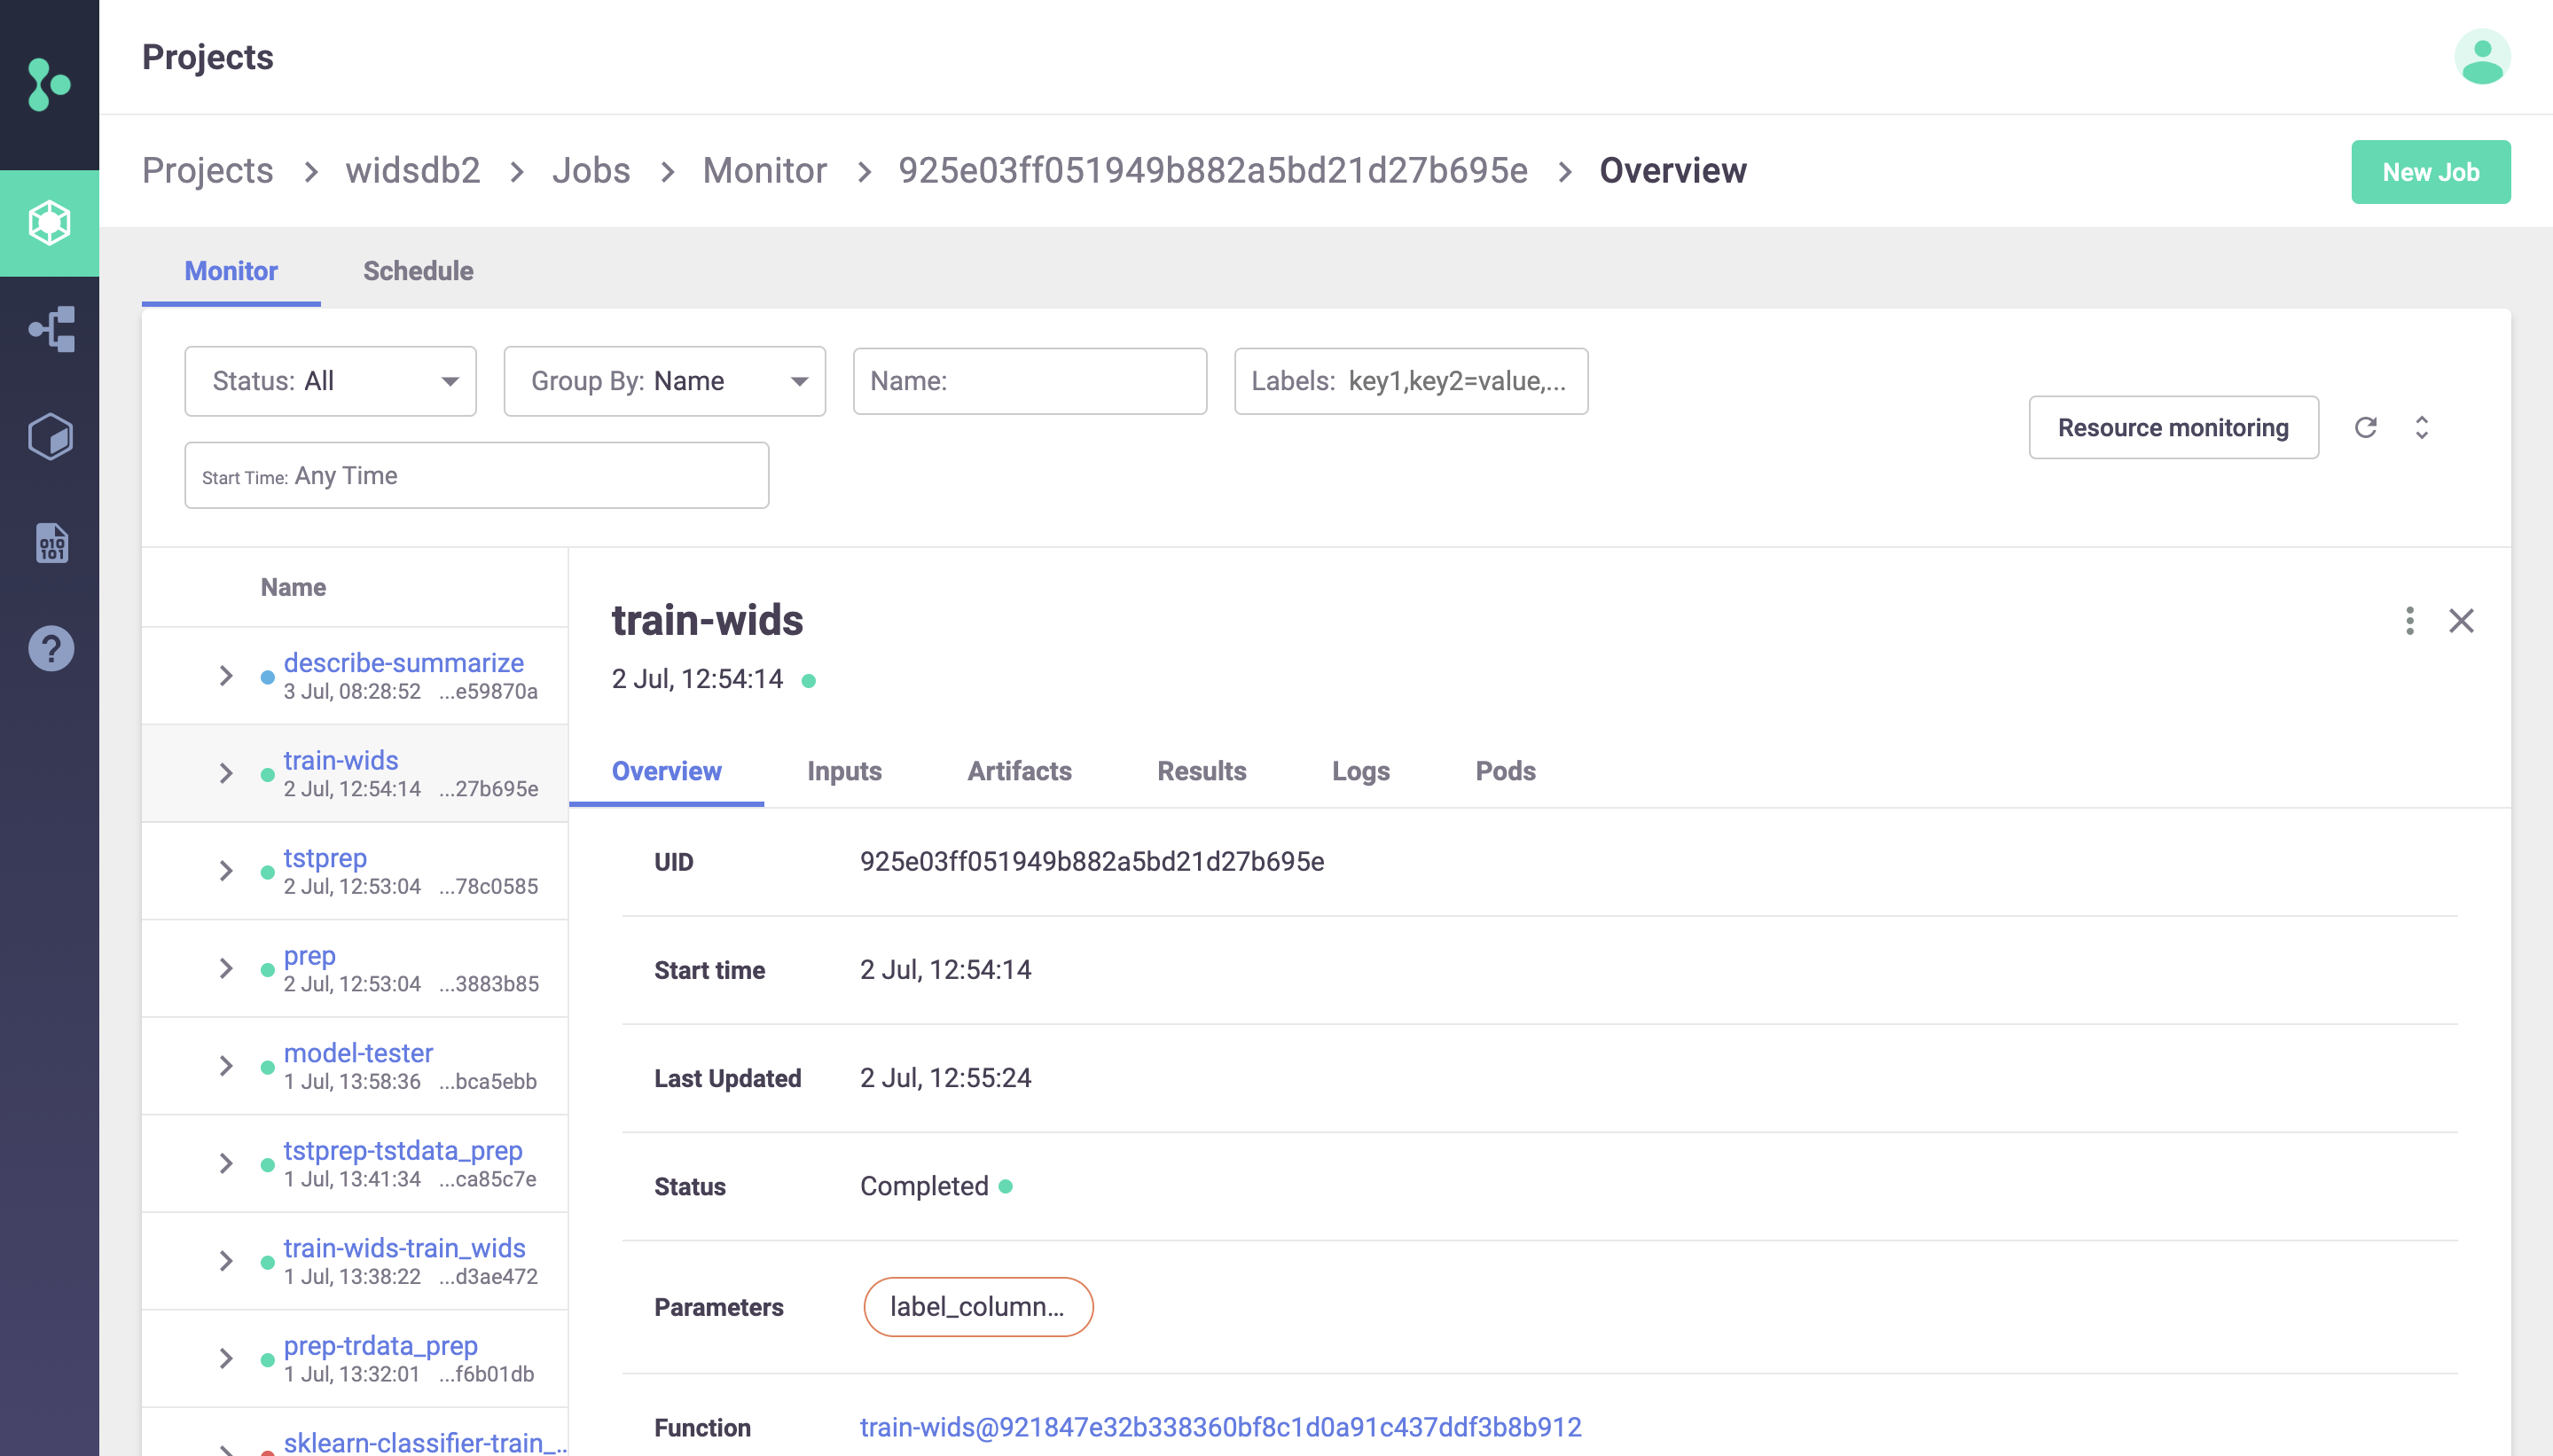 Projects
Projects > widsdb2 > Jobs > Monitor > 925e03ff051949b882a5bd21d27b695e > Overview
New Job
Monitor
Schedule
Status: All
Group By: Name
Name:
Labels: key1,key2=value,...
Start Time: Any Time
Resource monitoring
010
101
?
Name
describe-summarize
3 Jul, 08:28:52 ...e59870a
train-wids
2 Jul, 12:54:14 ...27b695e
tstprep
2 Jul, 12:53:04 ...78c0585
prep
2 Jul, 12:53:04 ...3883b85
model-tester
1 Jul, 13:58:36 ...bca5ebb
tstprep-tstdata_prep
1 Jul, 13:41:34 ...ca85c7e
train-wids-train_wids
1 Jul, 13:38:22 ...d3ae472
prep-trdata_prep
1 Jul, 13:32:01 ...f6b01db
sklearn-classifier-train_...
train-wids
2 Jul, 12:54:14
Overview
Inputs
Artifacts
Results
Logs
Pods
UID 925e03ff051949b882a5bd21d27b695e
Start time 2 Jul, 12:54:14
Last Updated 2 Jul, 12:55:24
Status Completed
Parameters label_column...
Function train-wids@921847e32b338360bf8c1d0a91c437ddf3b8b912